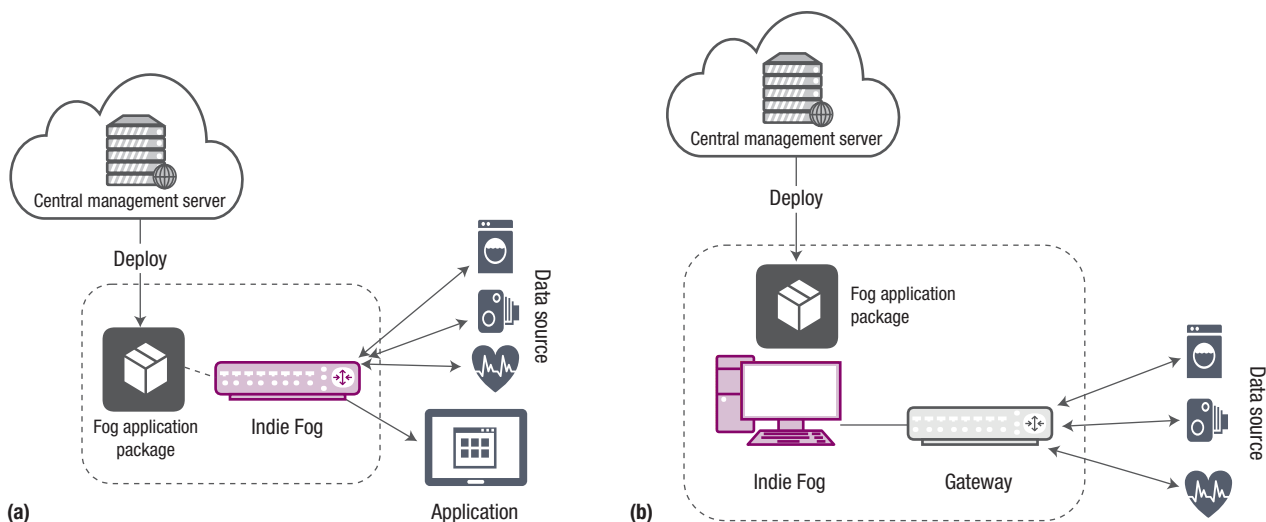 Central management server
Deploy
Fog application
package
Indie Fog
Data source
Application
(a)
Central management server
Deploy
Fog application
package
Indie Fog
Gateway
Data source
(b)